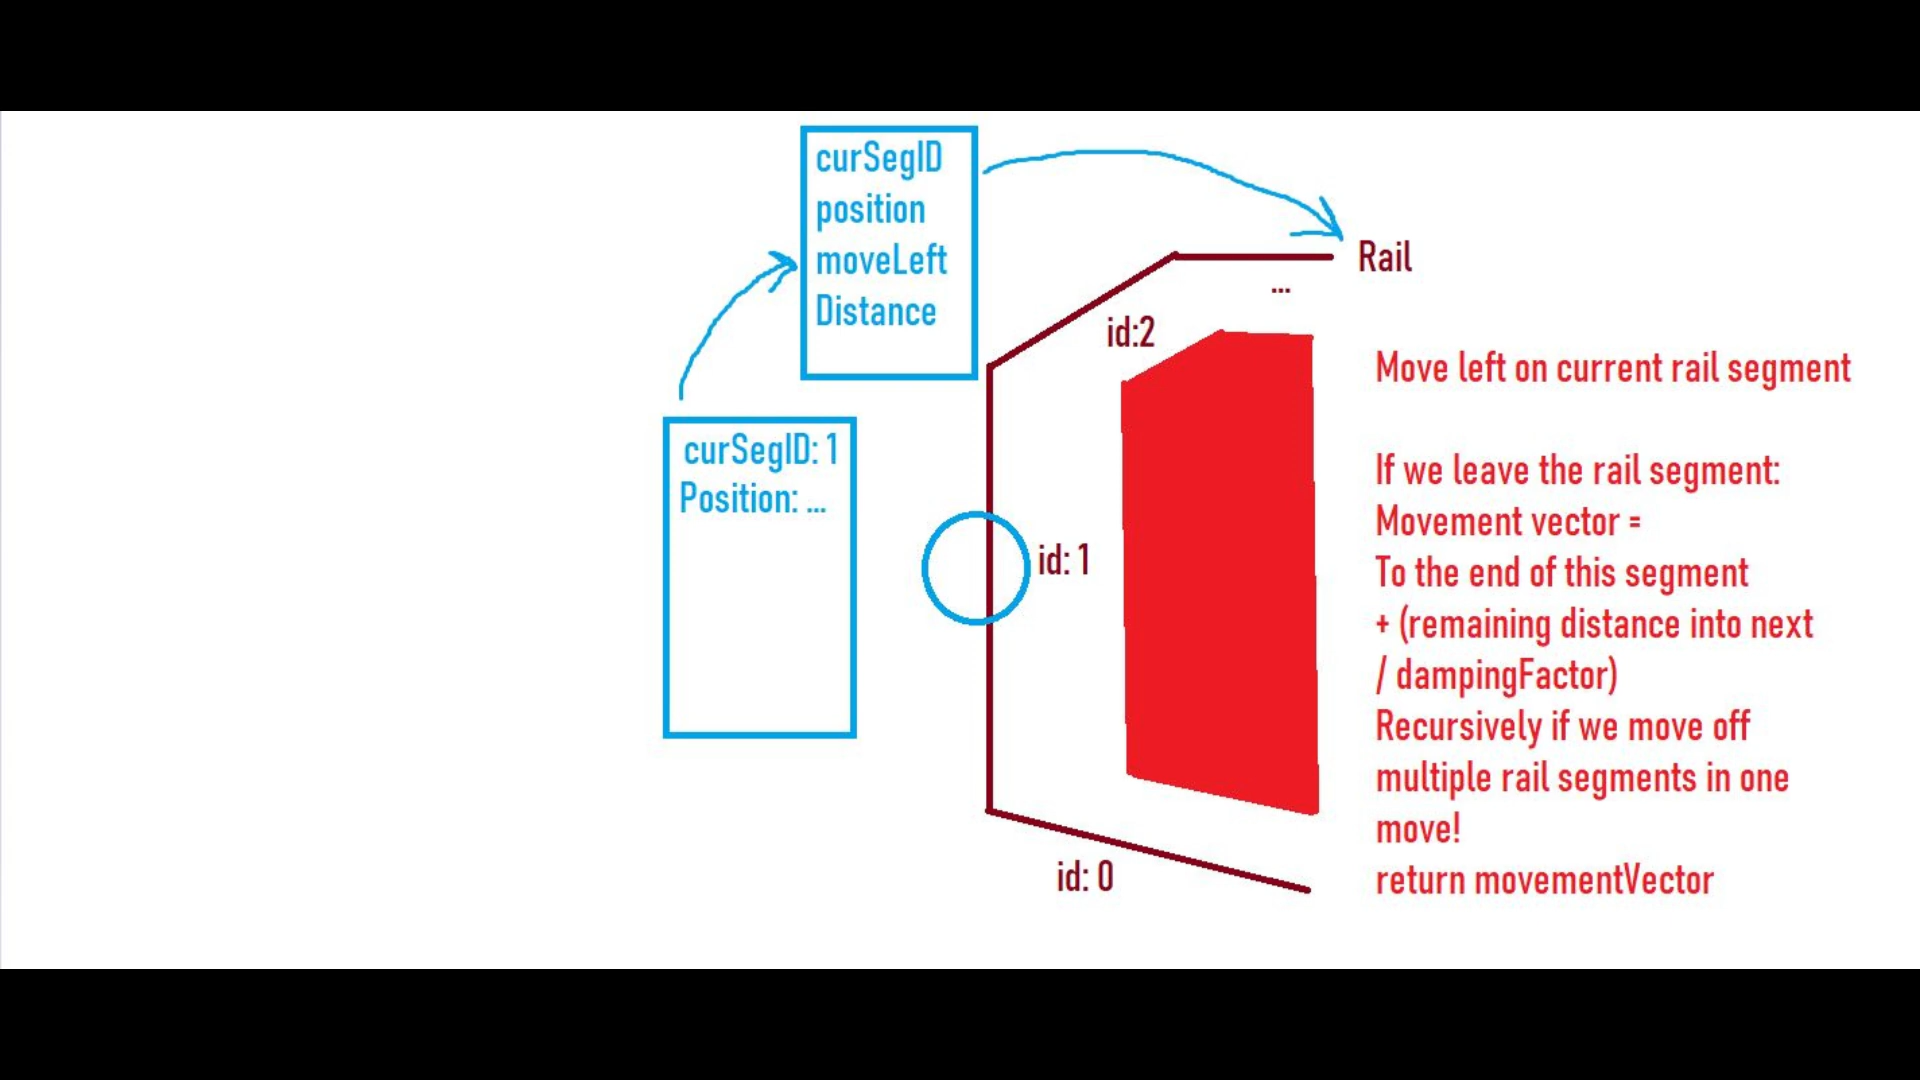 curSegID
position
moveLeft
Distance
Rail
...
id:2
curSegID: 1
Position: ...
id: 1
id: 0
Move left on current rail segment
If we leave the rail segment:
Movement vector =
To the end of this segment
+ (remaining distance into next
/ dampingFactor)
Recursively if we move off
multiple rail segments in one
move!
return movementVector